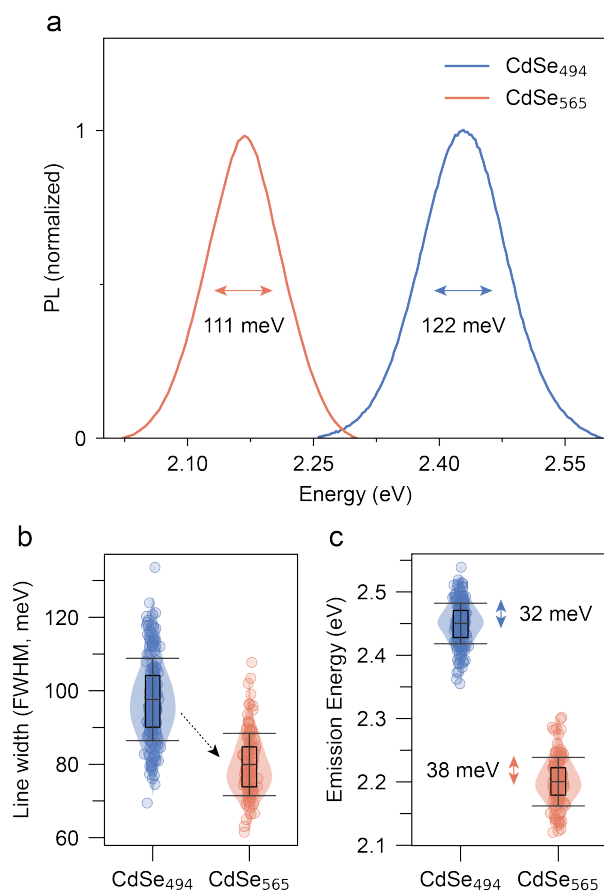 a
CdSe₄₉₄
CdSe₅₆₅
PL (normalized)
1
0
111 meV
122 meV
2.10 2.25 2.40 2.55
Energy (eV)
b
Line width (FWHM, meV)
120
100
80
60
CdSe₄₉₄ CdSe₅₆₅
c
Emission Energy (eV)
2.5
2.4
2.3
2.2
2.1
32 meV
38 meV
CdSe₄₉₄ CdSe₅₆₅